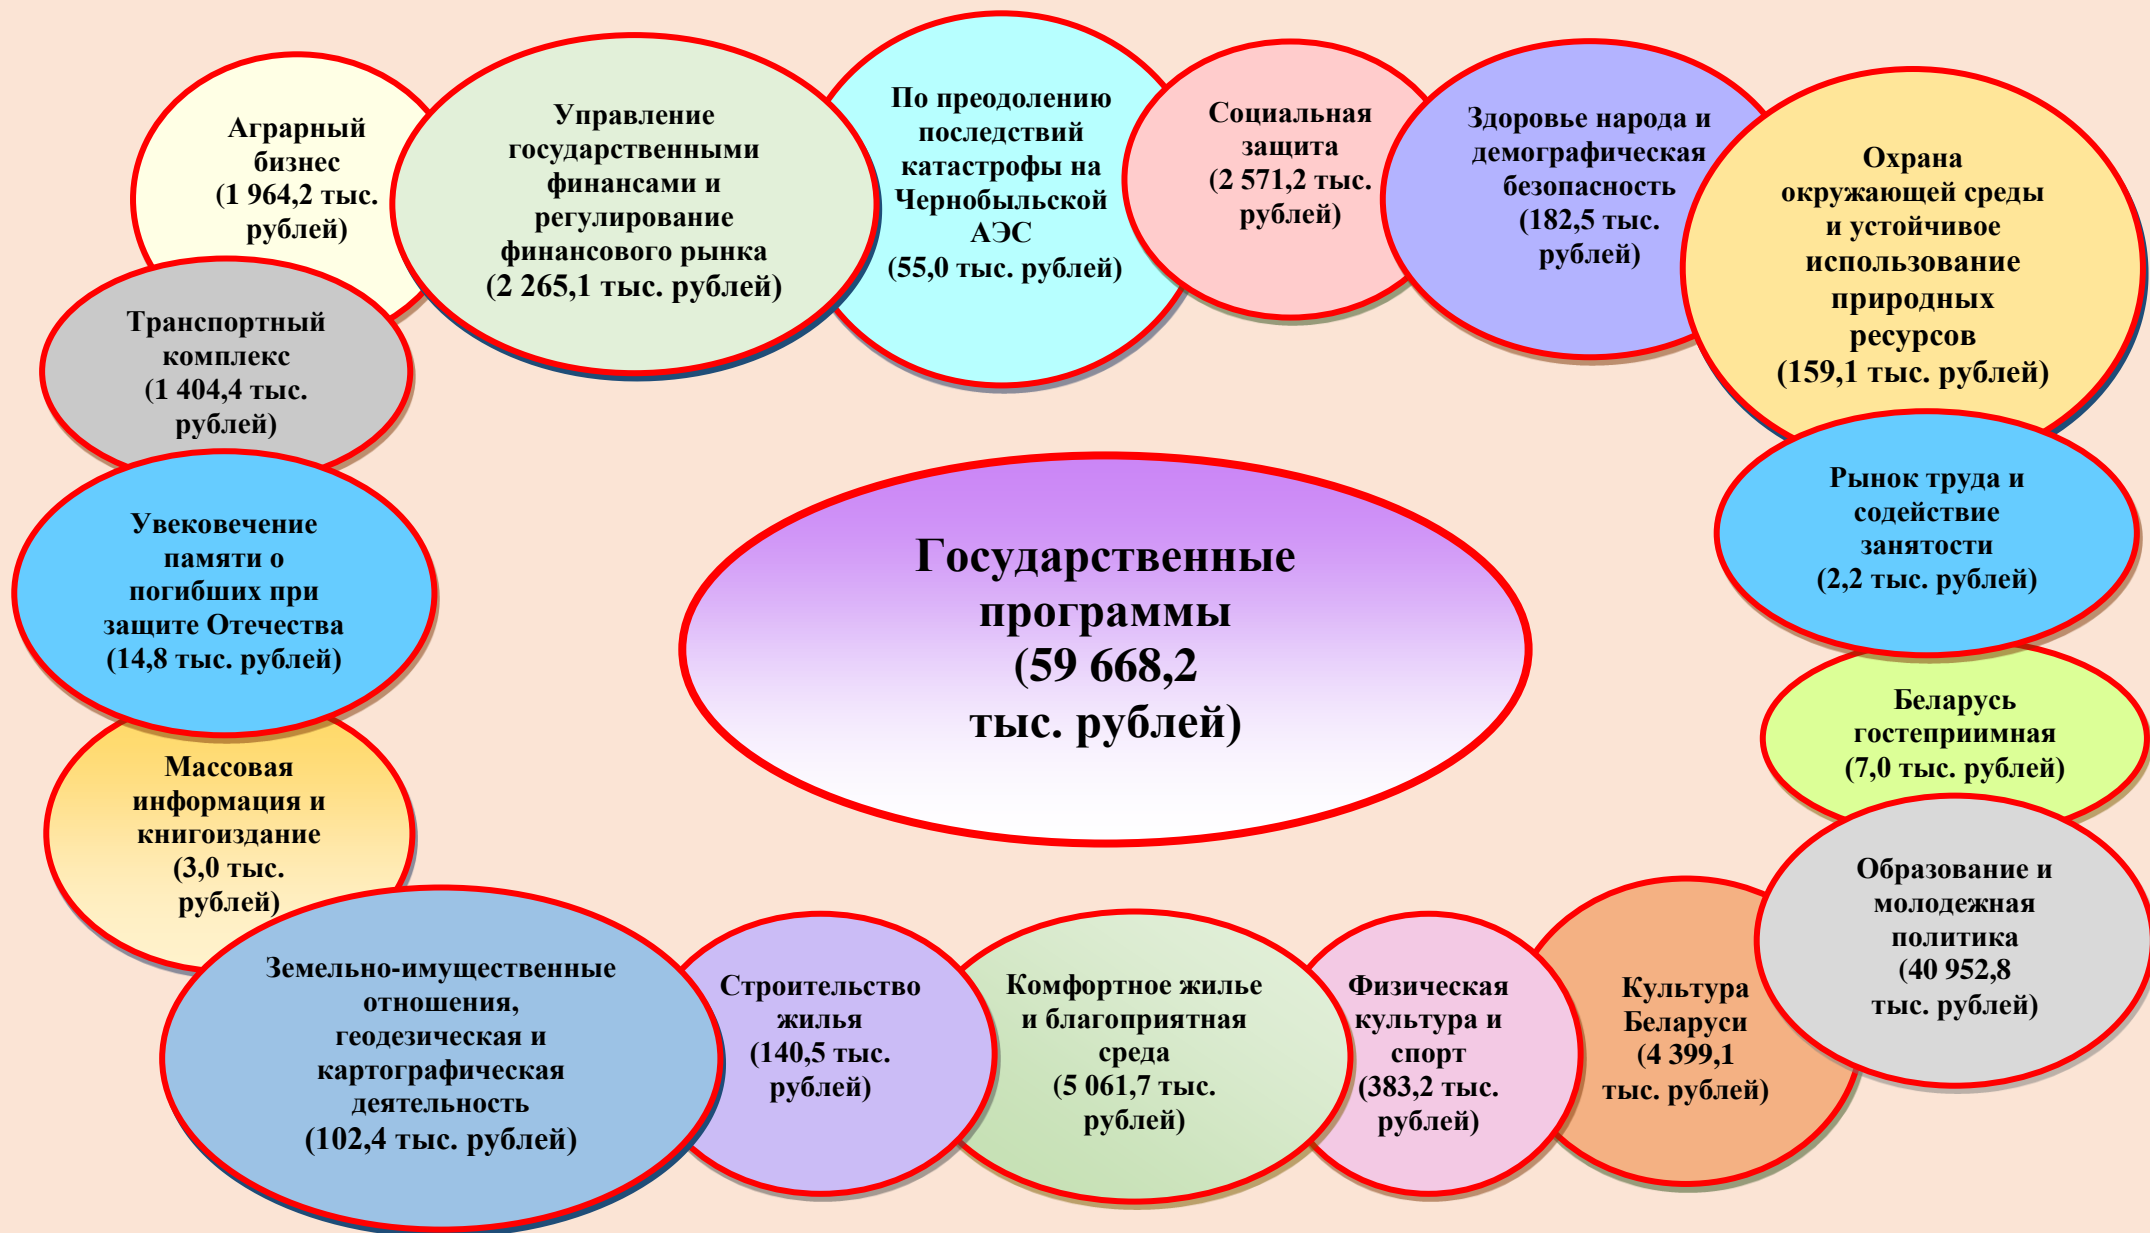 Аграрный
бизнес
(1 964,2 тыс.
рублей)
Управление
государственными
финансами и
регулирование
финансового рынка
(2 265,1 тыс. рублей)
По преодолению
последствий
катастрофы на
Чернобыльской
АЭС
(55,0 тыс. рублей)
Социальная
защита
(2 571,2 тыс.
рублей)
Здоровье народа и
демографическая
безопасность
(182,5 тыс.
рублей)
Охрана
окружающей среды
и устойчивое
использование
природных
ресурсов
(159,1 тыс. рублей)
Транспортный
комплекс
(1 404,4 тыс.
рублей)
Увековечение
памяти о
погибших при
защите Отечества
(14,8 тыс. рублей)
Государственные
программы
(59 668,2
тыс. рублей)
Рынок труда и
содействие
занятости
(2,2 тыс. рублей)
Беларусь
гостеприимная
(7,0 тыс. рублей)
Массовая
информация и
книгоиздание
(3,0 тыс.
рублей)
Земельно-имущественные
отношения,
геодезическая и
картографическая
деятельность
(102,4 тыс. рублей)
Строительство
жилья
(140,5 тыс.
рублей)
Комфортное жилье
и благоприятная
среда
(5 061,7 тыс.
рублей)
Физическая
культура и
спорт
(383,2 тыс.
рублей)
Культура
Беларуси
(4 399,1
тыс. рублей)
Образование и
молодежная
политика
(40 952,8
тыс. рублей)